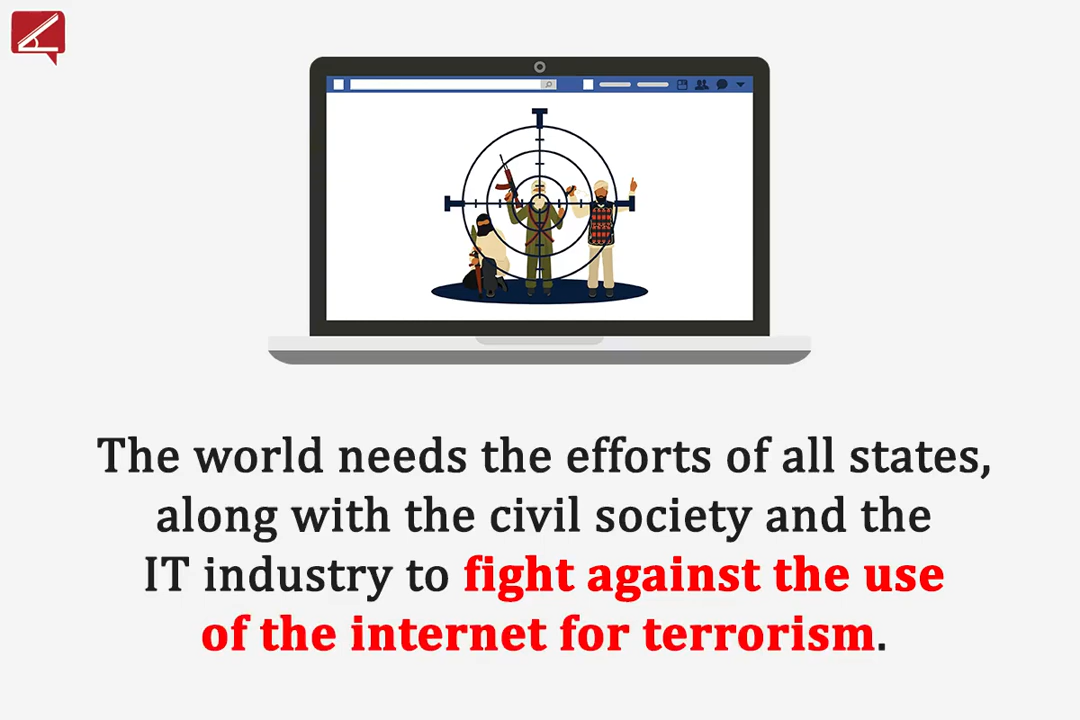 The world needs the efforts of all states,
along with the civil society and the
IT industry to fight against the use
of the internet for terrorism.